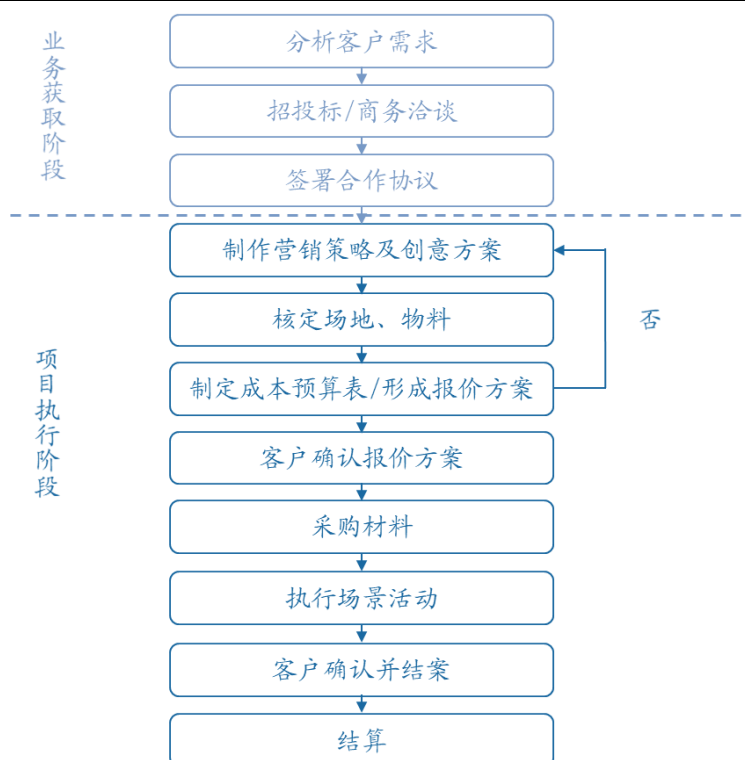 业务获取阶段
分析客户需求
招投标/商务洽谈
签署合作协议
项目执行阶段
制作营销策略及创意方案
核定场地、物料
否
制定成本预算表/形成报价方案
客户确认报价方案
采购材料
执行场景活动
客户确认并结案
结算